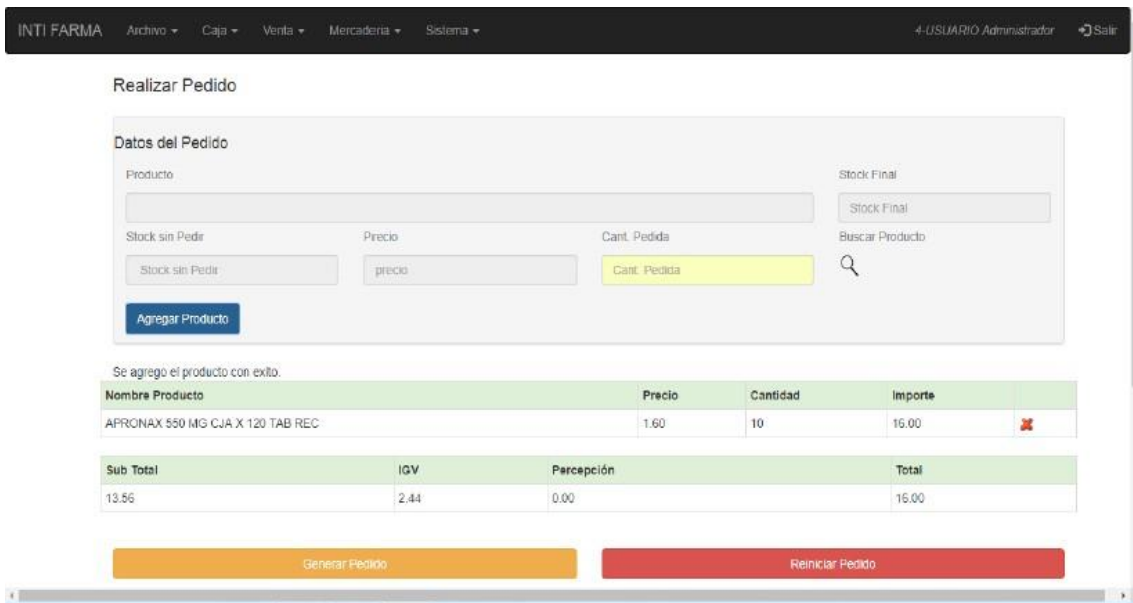 INTI FARMA Archivo Caja Venta Mercaderia Sistema 4-USUARIO Administrador Salir
Realizar Pedido
Datos del Pedido
Producto Stock Final
Stock Final
Stock sin Pedir Precio Cant. Pedida Buscar Producto
Stock sin Pedir precio Cant. Pedida
Agregar Producto
Se agrego el producto con exito.
Nombre Producto Precio Cantidad Importe
APRONAX 550 MG CJA X 120 TAB REC 1.60 10 16.00
Sub Total IGV Percepción Total
13.56 2.44 0.00 16.00
Generar Pedido Reiniciar Pedido